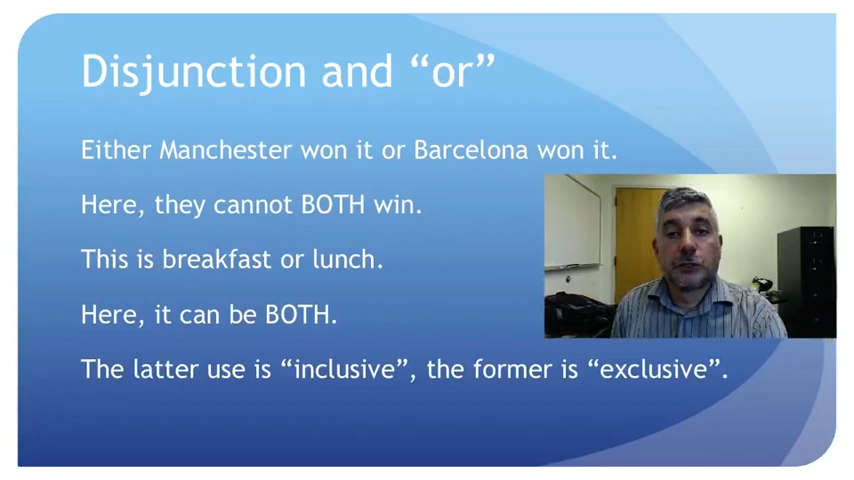 Disjunction and “or”
Either Manchester won it or Barcelona won it.
Here, they cannot BOTH win.
This is breakfast or lunch.
Here, it can be BOTH.
The latter use is “inclusive”, the former is “exclusive”.